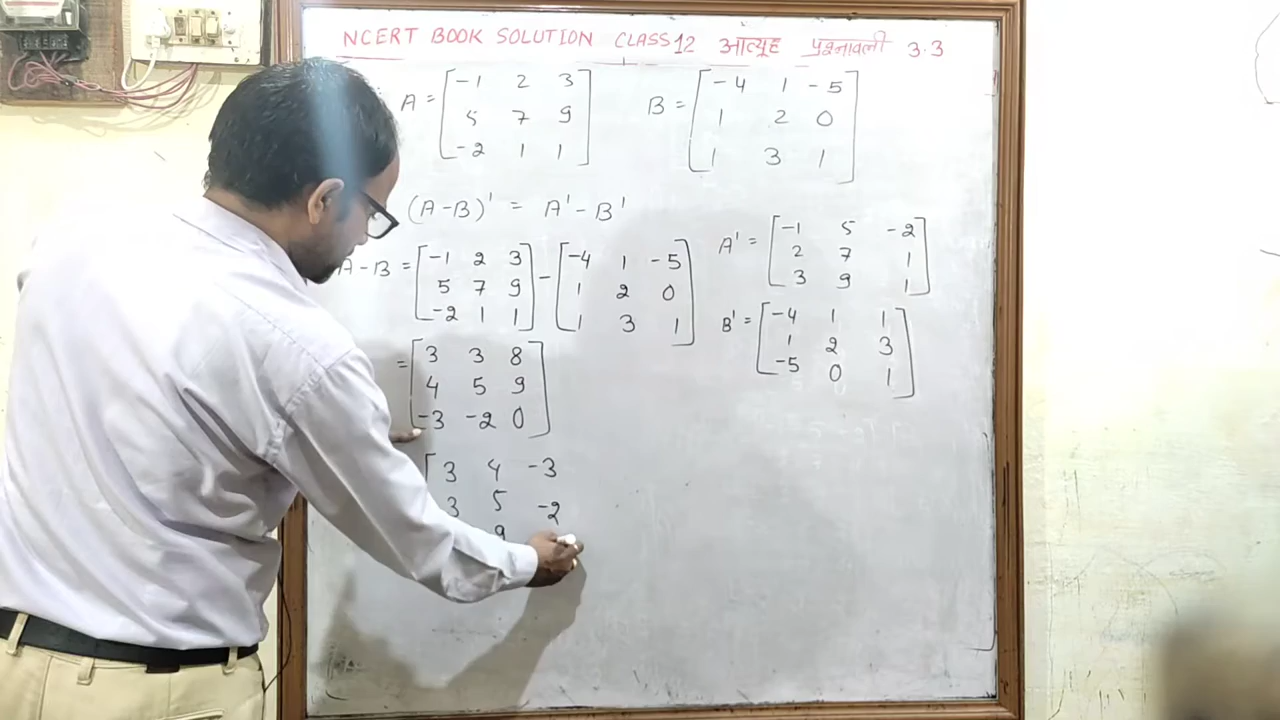 NCERT BOOK SOLUTION CLASS 12 आव्यूह प्रश्नावली 3.3
A = [-1 2 3] B = [-4 1 -5]
5 7 9 1 2 0
-2 1 1 1 3 1
(A-B)' = A'-B'
A-B = [-1 2 3] - [-4 1 -5]
5 7 9 1 2 0
-2 1 1 1 3 1
= [3 3 8]
4 5 9
-3 -2 0
[3 4 -3
3 5 -2
9
A' = [-1 5 -2]
2 7 1
3 9 1
B' = [-4 1 1]
1 2 3
-5 0 1